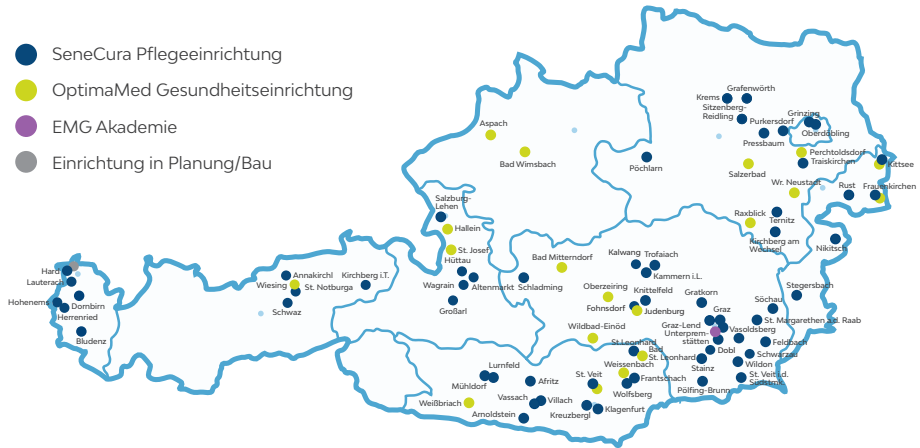 SeneCura Pflegeeinrichtung
OptimaMed Gesundheitseinrichtung
EMG Akademie
Einrichtung in Planung/Bau
Grafenwörth
Krems
Sitzenberg-
Reidling
Grinzing
Purkersdorf
Oberdöbling
Pressbaum
Aspach
Bad Wimsbach
Pöchlarn
Perchtoldsdorf
Traiskirchen
Kittsee
Salzerbad
Wr. Neustadt
Rust
Frauenkirchen
Salzburg-
Lehen
Hallein
Raxblick
Ternitz
Kirchberg am
Wechsel
Nikitsch
St. Josef
Hüttau
Bad Mitterndorf
Kalwang
Trofaiach
Kammern i.L.
Hard
Lauterach
Annakirchl
Kirchberg i.T.
Wiesing
St. Notburga
Wagrain
Altenmarkt
Schladming
Hohenems
Dornbirn
Herrenried
Schwaz
Großarl
Oberzeiring
Knittelfeld
Fohnsdorf
Judenburg
Gratkorn
Stegersbach
Söchau
Graz
St. Margarethen a.d. Raab
Bludenz
Wildbad-Einöd
Graz-Lend
Unterprem-
stätten
Vasoldsberg
Feldbach
St.Leonhard
Bad
St. Leonhard
Dobl
Schwarzau
Stainz
Wildon
Weissenbach
Lurnfeld
Mühldorf
Afritz
St. Veit
Frantschach
Wolfsberg
Pölfing-Brunn
St. Veit i.d.
Südstmk.
Weißbriach
Vassach
Villach
Arnoldstein
Kreuzbergl
Klagenfurt